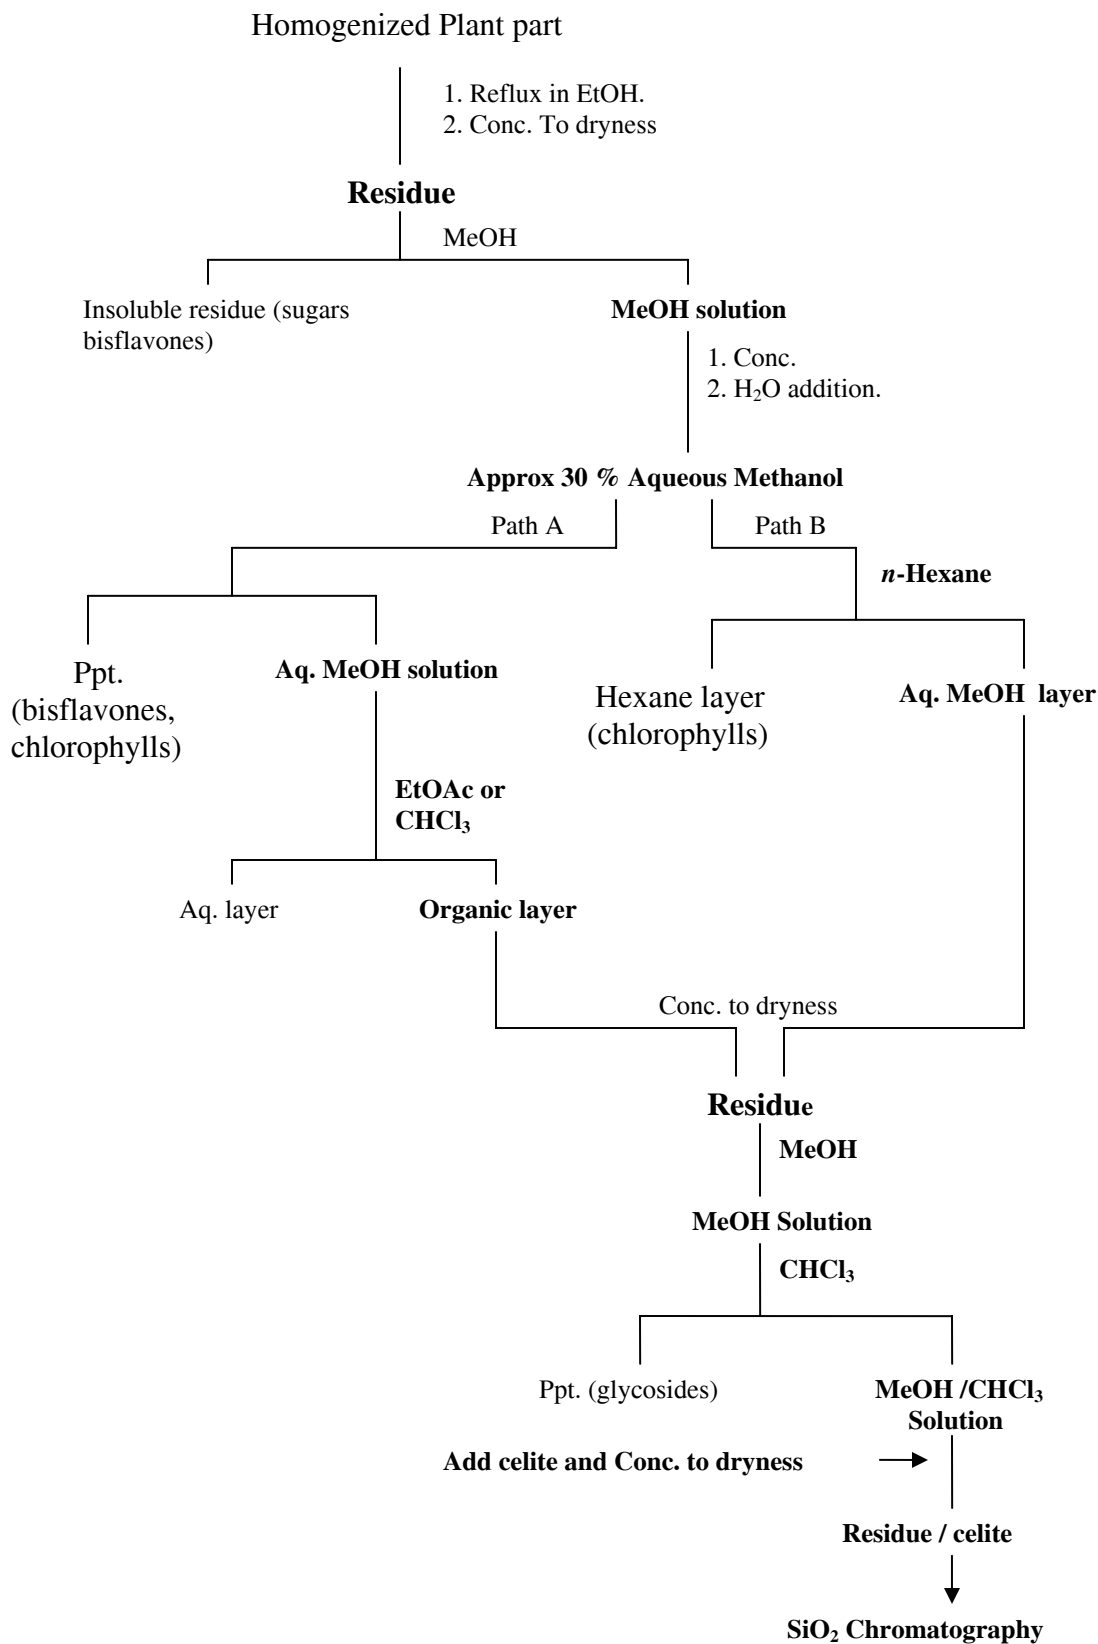 Homogenized Plant part
1. Reflux in EtOH.
2. Conc. To dryness
Residue
MeOH
Insoluble residue (sugars
bisflavones)
MeOH solution
1. Conc.
2. H₂O addition.
Approx 30 % Aqueous Methanol
Path A
Path B
n-Hexane
Ppt.
(bisflavones,
chlorophylls)
Aq. MeOH solution
Hexane layer
(chlorophylls)
Aq. MeOH layer
EtOAc or
CHCl₃
Aq. layer
Organic layer
Conc. to dryness
Residue
MeOH
MeOH Solution
CHCl₃
Ppt. (glycosides)
MeOH /CHCl₃
Solution
Add celite and Conc. to dryness
Residue / celite
SiO₂ Chromatography